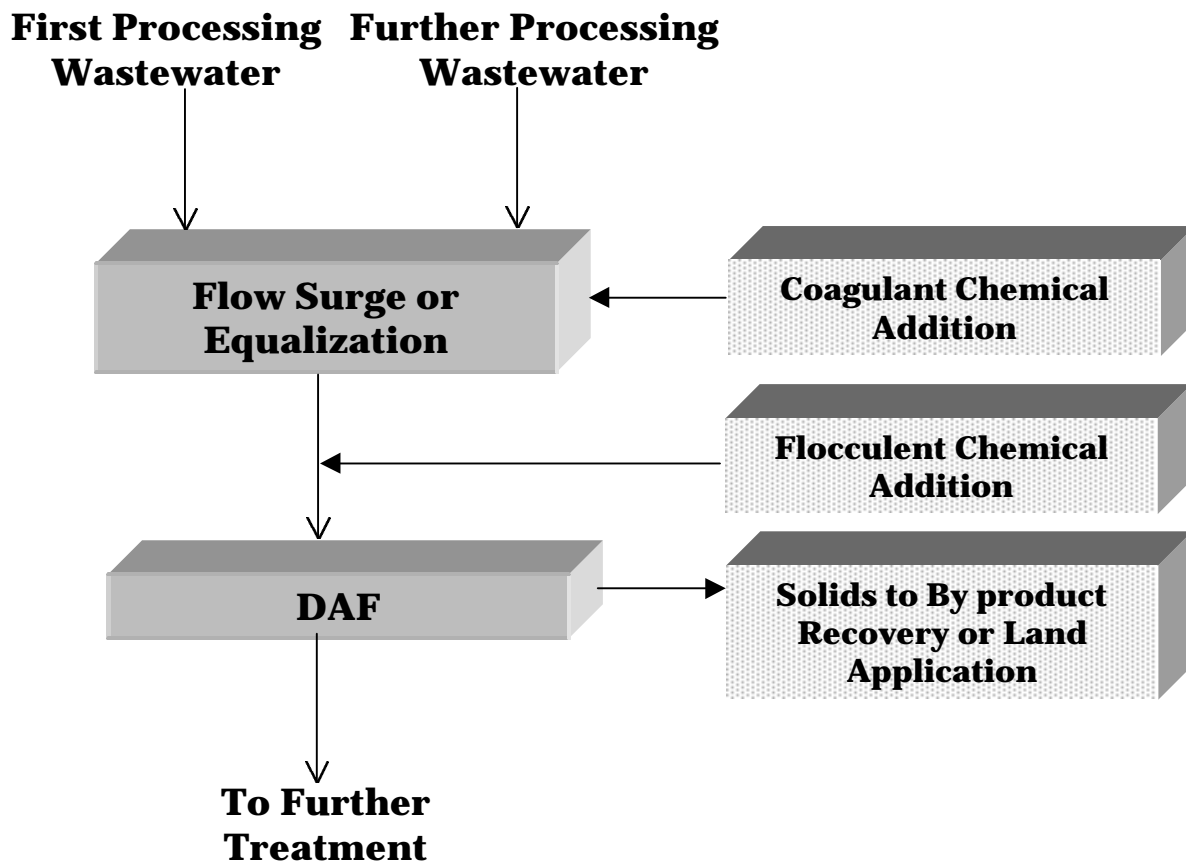 First Processing
Wastewater
Further Processing
Wastewater
Flow Surge or
Equalization
Coagulant Chemical
Addition
Flocculent Chemical
Addition
DAF
Solids to By product
Recovery or Land
Application
To Further
Treatment